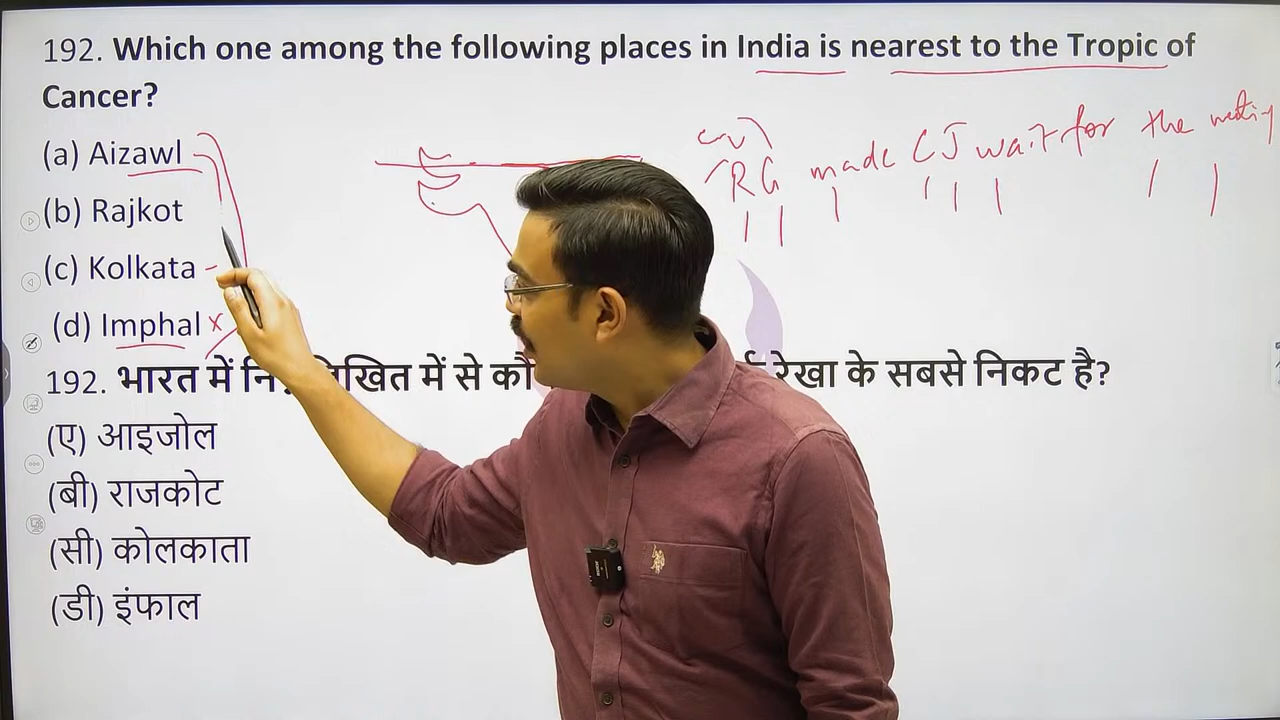 192. Which one among the following places in India is nearest to the Tropic of
Cancer?
(a) Aizawl
(b) Rajkot
(c) Kolkata
(d) Imphal x
RG made CJ wait for the
192. भारत में से कौ रेखा के सबसे निकट है?
(ए) आइजोल
(बी) राजकोट
(सी) कोलकाता
(डी) इंफाल